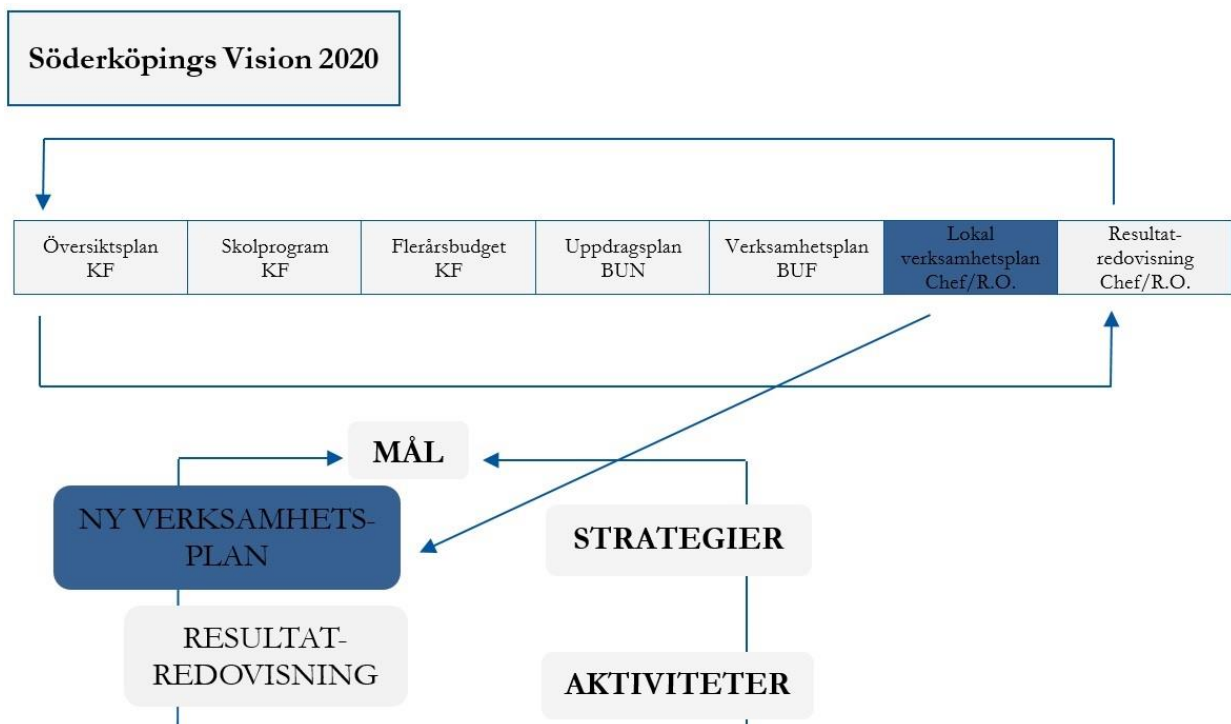 Söderköpings Vision 2020
Översiktsplan
KF
Skolprogram
KF
Flerårsbudget
KF
Uppdragsplan
BUN
Verksamhetsplan
BUF
Lokal
verksamhetsplan
Chef/R.O.
Resultat-
redovisning
Chef/R.O.
MÅL
NY VERKSAMHETS-
PLAN
STRATEGIER
RESULTAT-
REDOVISNING
AKTIVITETER